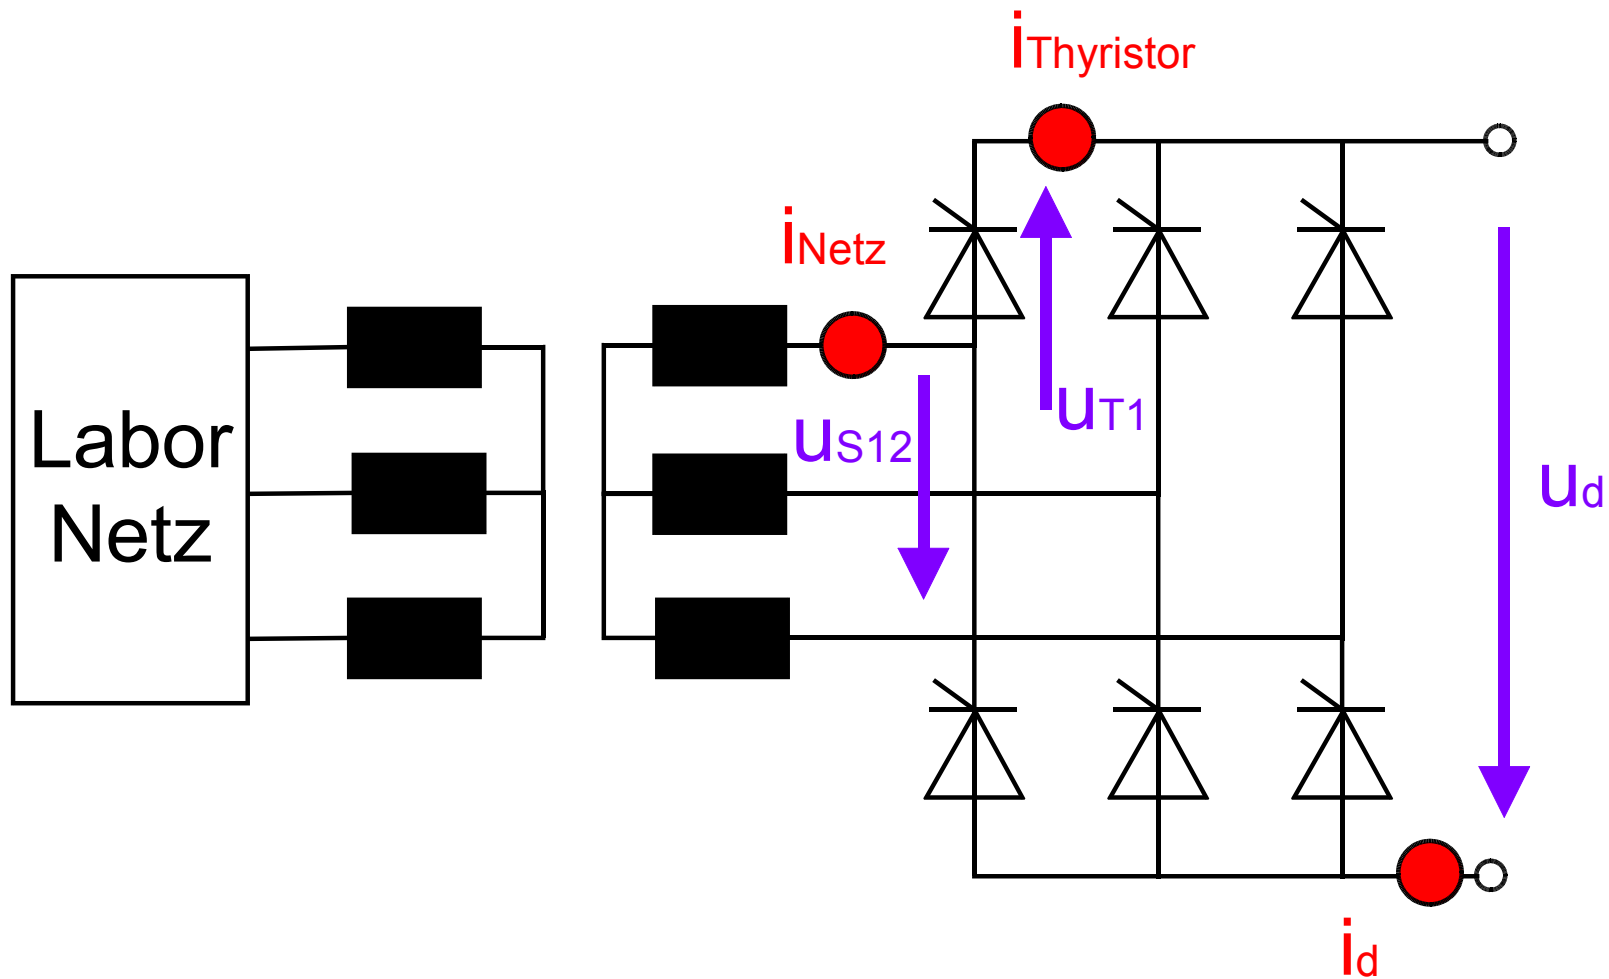 iThyristor
iNetz
Labor
Netz
uS12
uT1
ud
id